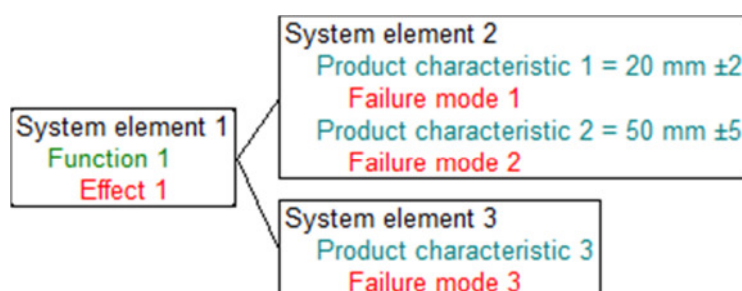 System element 1
Function 1
Effect 1
System element 2
Product characteristic 1 = 20 mm ±2
Failure mode 1
Product characteristic 2 = 50 mm ±5
Failure mode 2
System element 3
Product characteristic 3
Failure mode 3